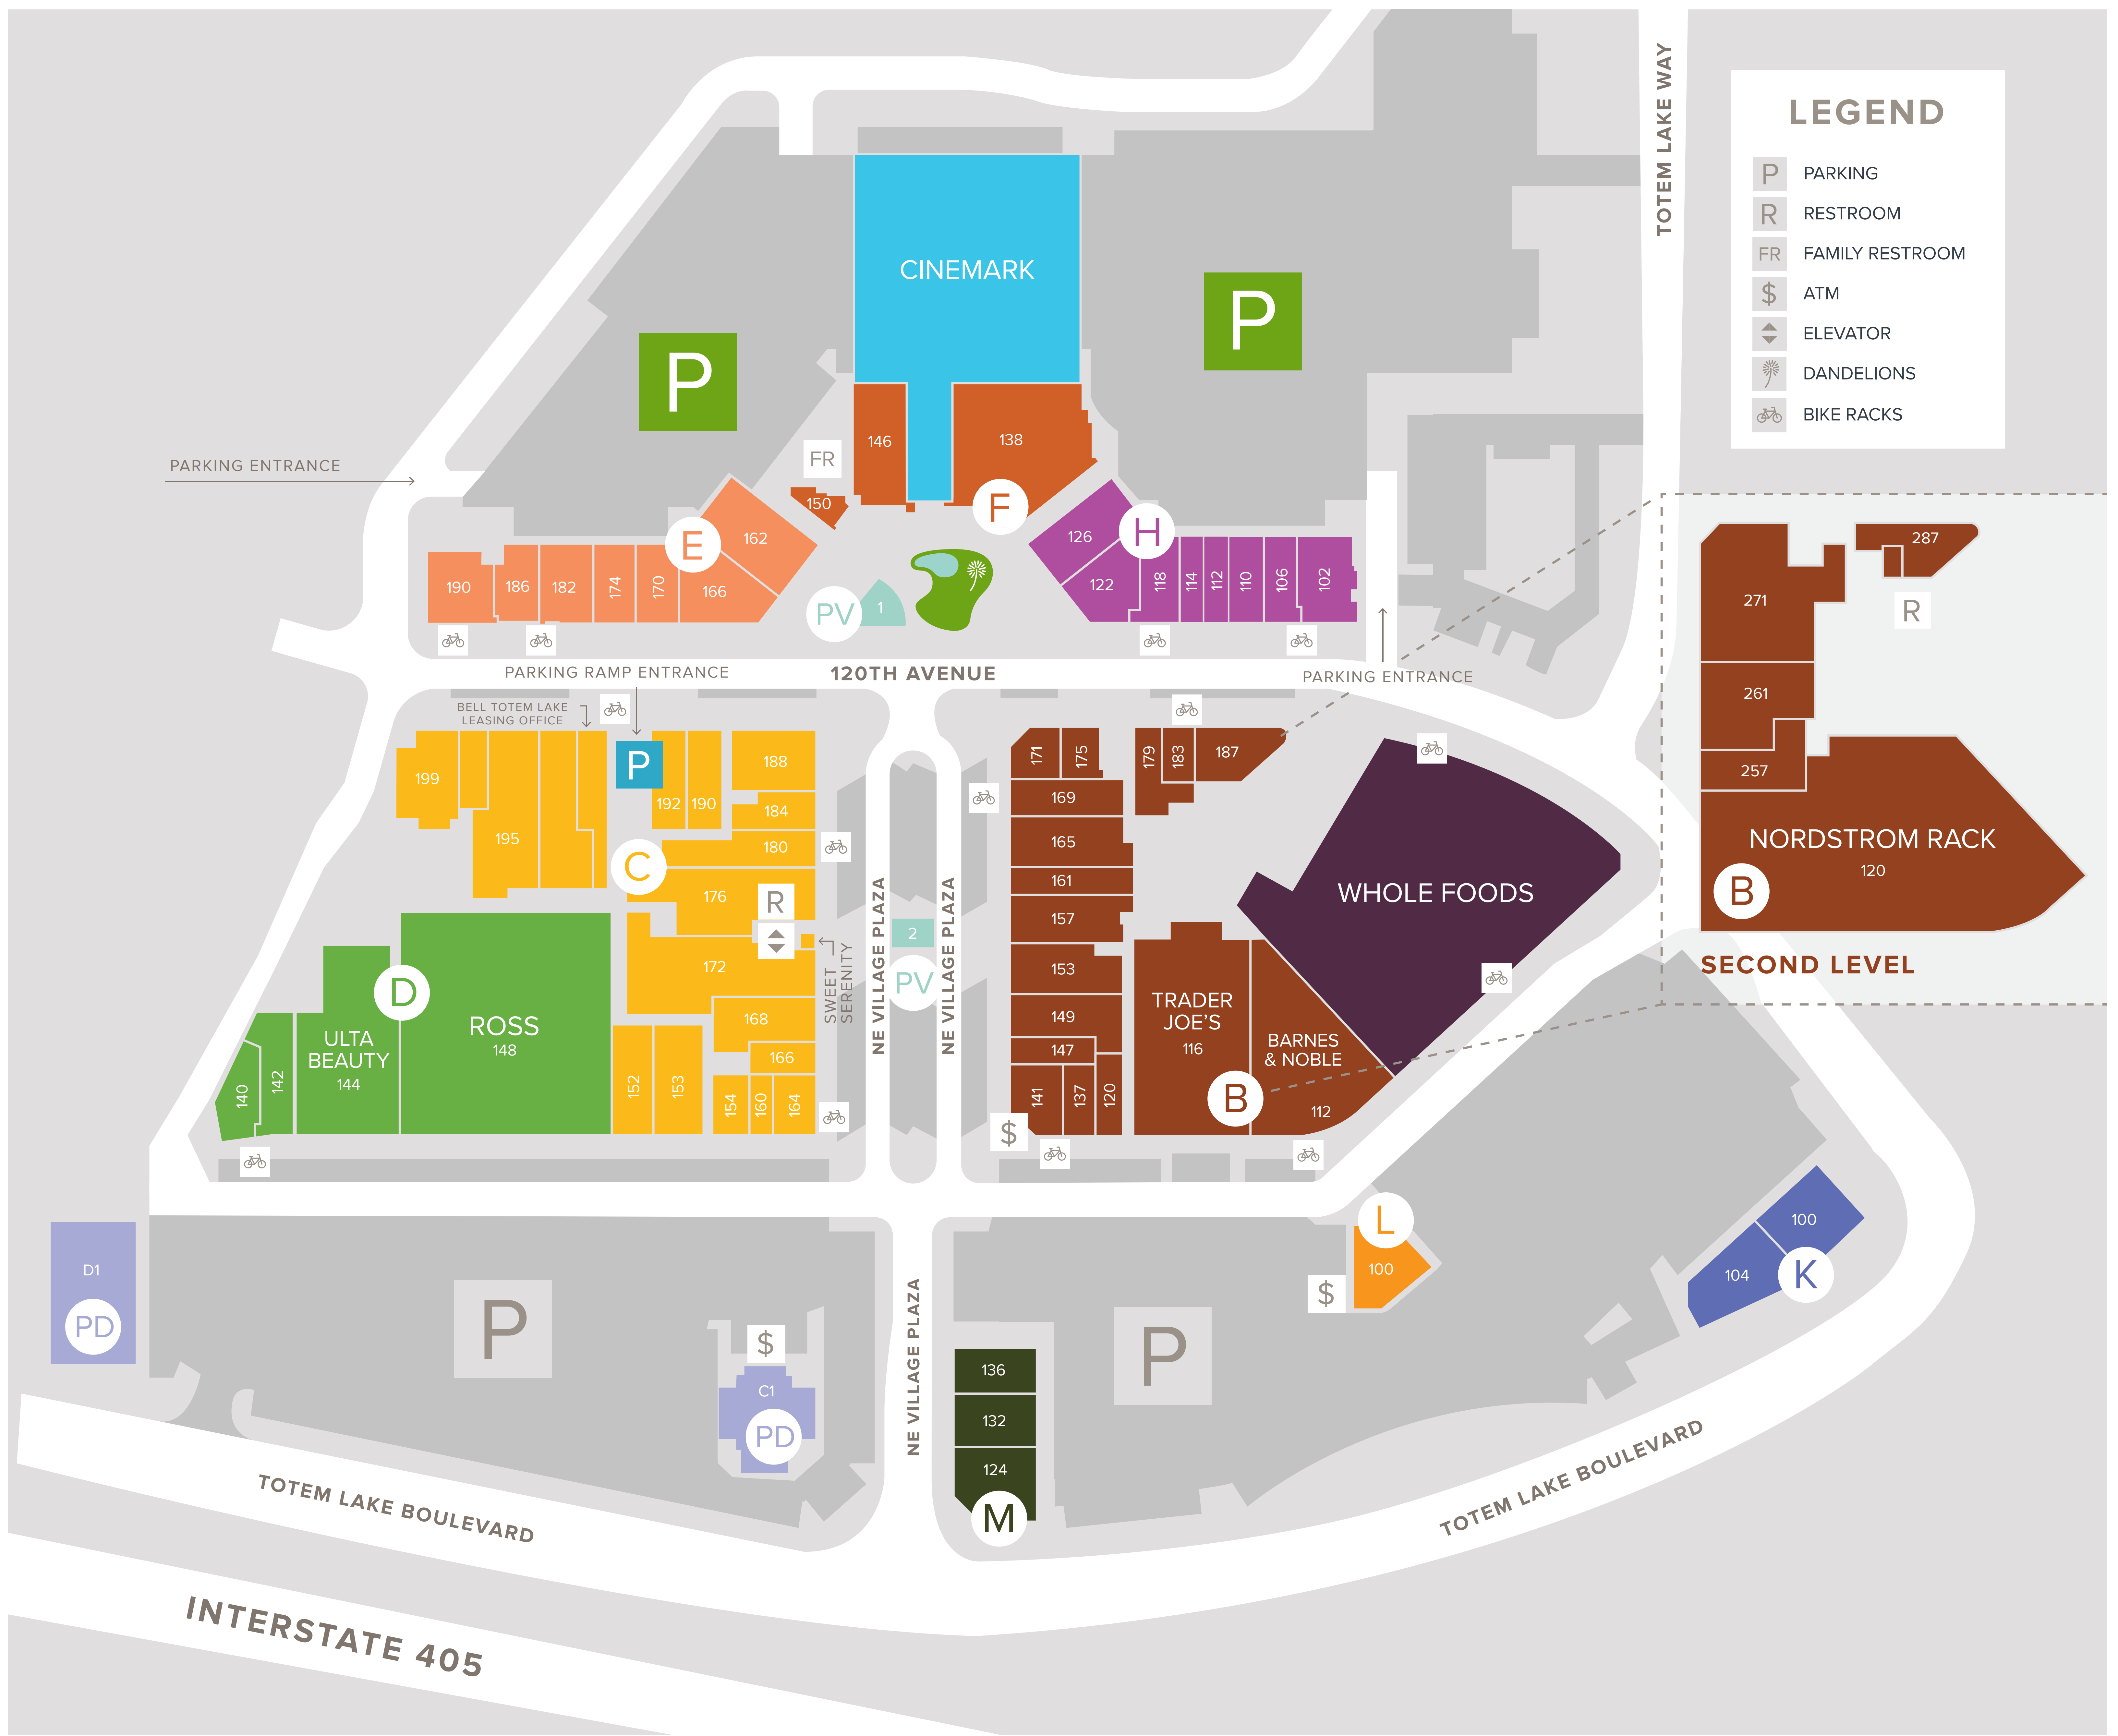 TOTEM LAKE WAY
LEGEND
P PARKING
R RESTROOM
FR FAMILY RESTROOM
$ ATM
ELEVATOR
DANDELIONS
BIKE RACKS
CINEMARK
P
P
146
138
FR
150
F
PARKING ENTRANCE
E
162
190
186
182
174
170
166
PV
1
126
H
122
118
114
112
110
106
102
PARKING RAMP ENTRANCE
120TH AVENUE
PARKING ENTRANCE
BELL TOTEM LAKE
LEASING OFFICE
199
195
P
192
190
188
184
180
C
176
R
172
SWEET
SERENITY
168
166
152
153
154
160
164
D
ROSS
148
ULTA
BEAUTY
144
140
142
NE VILLAGE PLAZA
NE VILLAGE PLAZA
2
PV
171
175
179
183
187
169
165
161
157
153
149
147
141
137
120
$
WHOLE FOODS
TRADER
JOE'S
116
BARNES
& NOBLE
112
B
287
R
271
261
257
NORDSTROM RACK
120
B
SECOND LEVEL
D1
PD
P
$
C1
PD
NE VILLAGE PLAZA
136
132
124
M
P
L
100
$
100
104
K
TOTEM LAKE BOULEVARD
TOTEM LAKE BOULEVARD
INTERSTATE 405